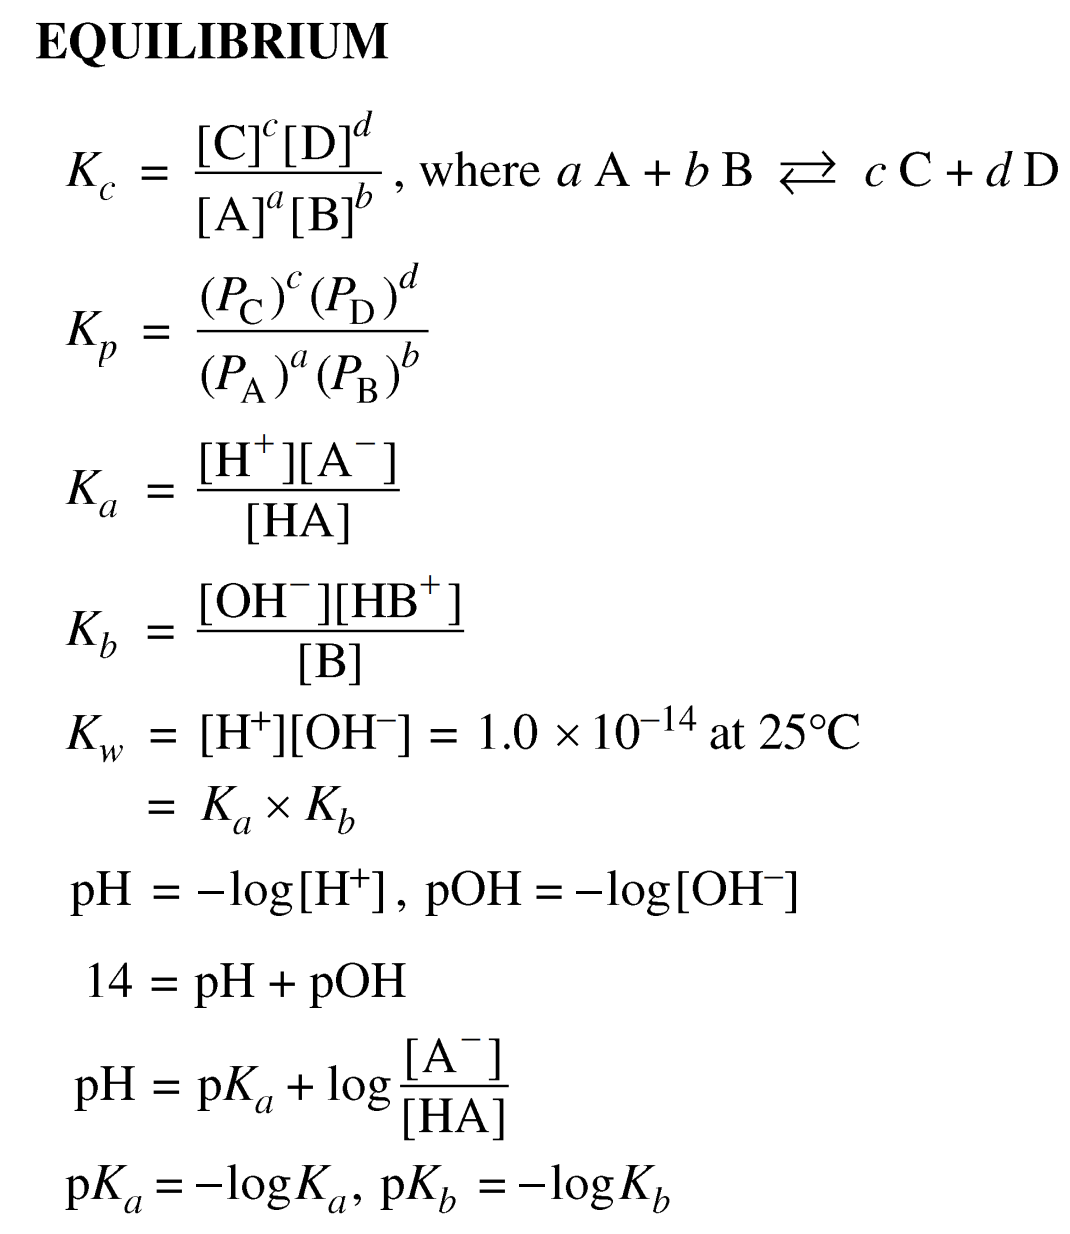 EQUILIBRIUM
K_c = [C]^c [D]^d / [A]^a [B]^b , where a A + b B ⇄ c C + d D
K_p = (P_C)^c (P_D)^d / (P_A)^a (P_B)^b
K_a = [H⁺][A⁻] / [HA]
K_b = [OH⁻][HB⁺] / [B]
K_w = [H⁺][OH⁻] = 1.0 × 10⁻¹⁴ at 25°C
= K_a × K_b
pH = −log[H⁺] , pOH = −log[OH⁻]
14 = pH + pOH
pH = pK_a + log [A⁻] / [HA]
pK_a = −logK_a, pK_b = −logK_b